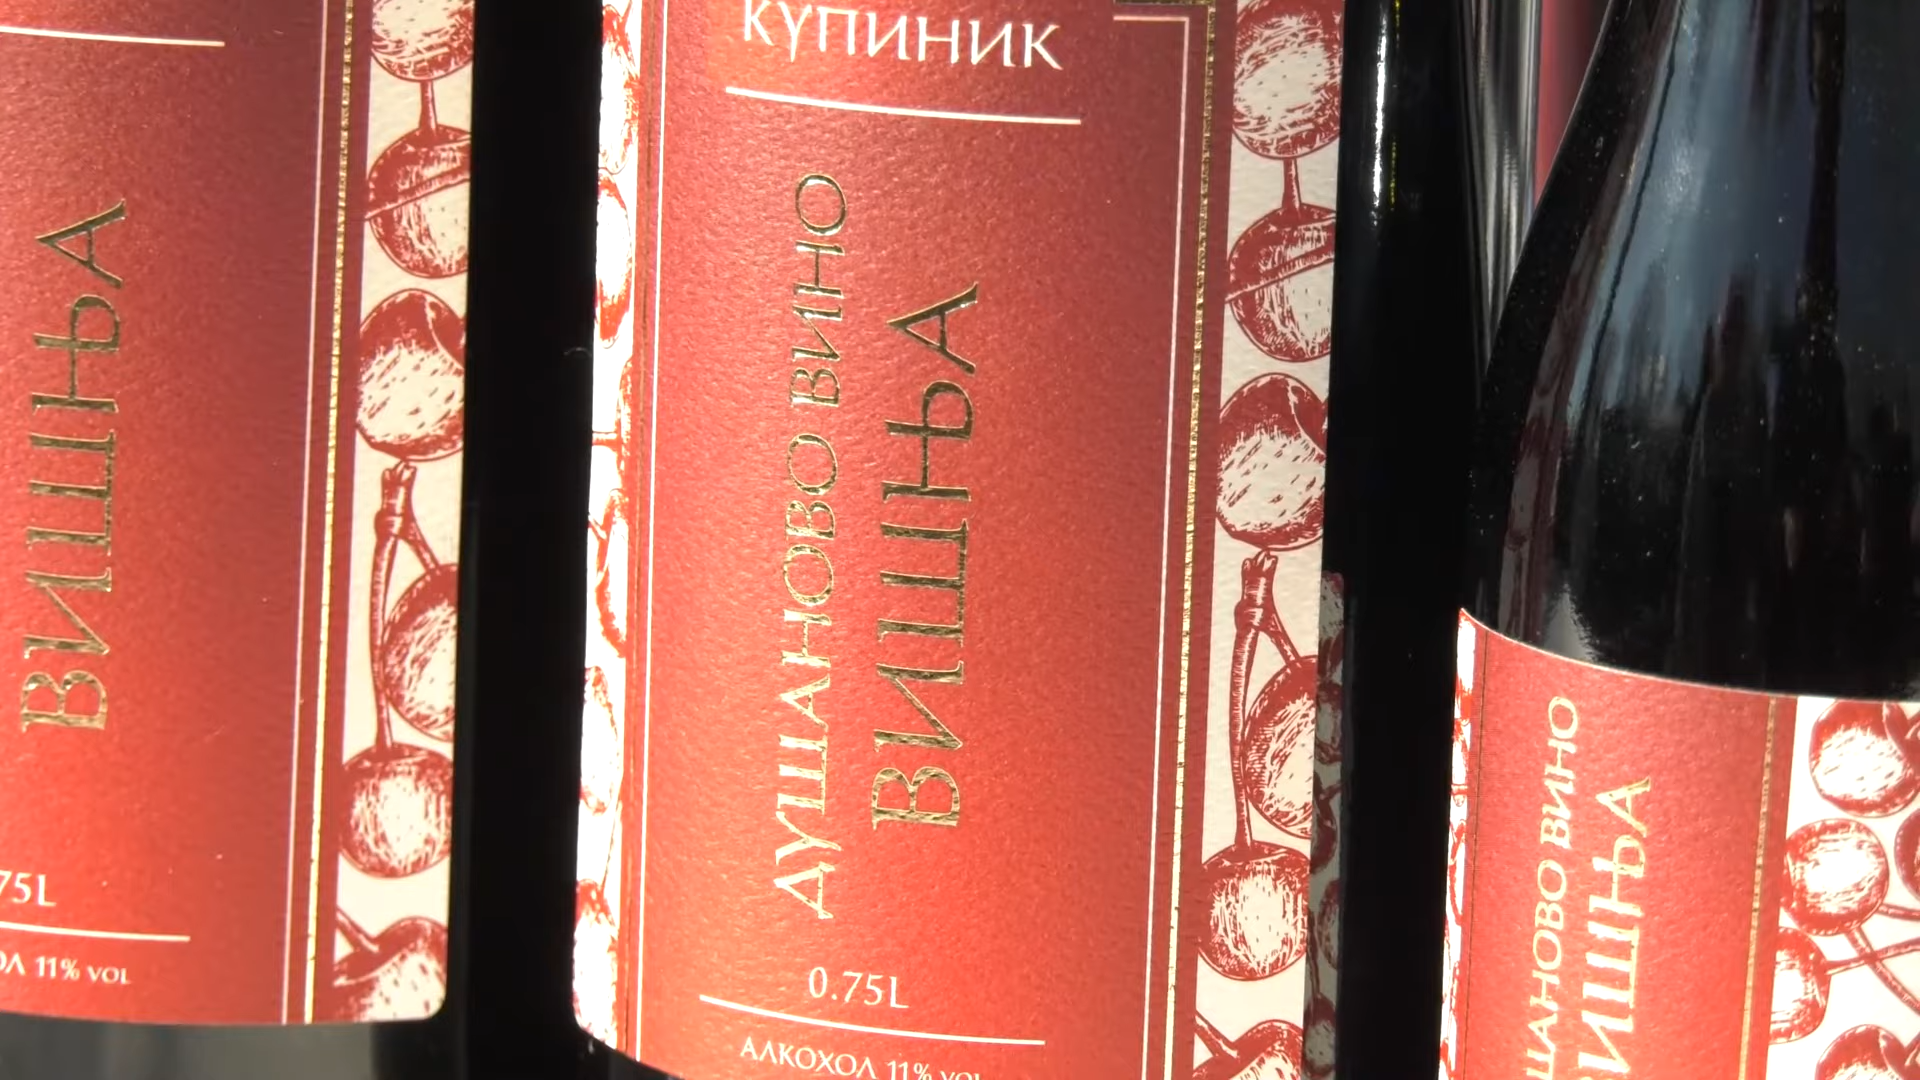 ВИШЊА
75L
ОЛ 11% VOL
КУПИНИК
ДУШАНОВО ВИНО
ВИШЊА
0.75L
АЛКОХОЛ 11% VOL
ШАНОВО ВИНО
ВИШЊА